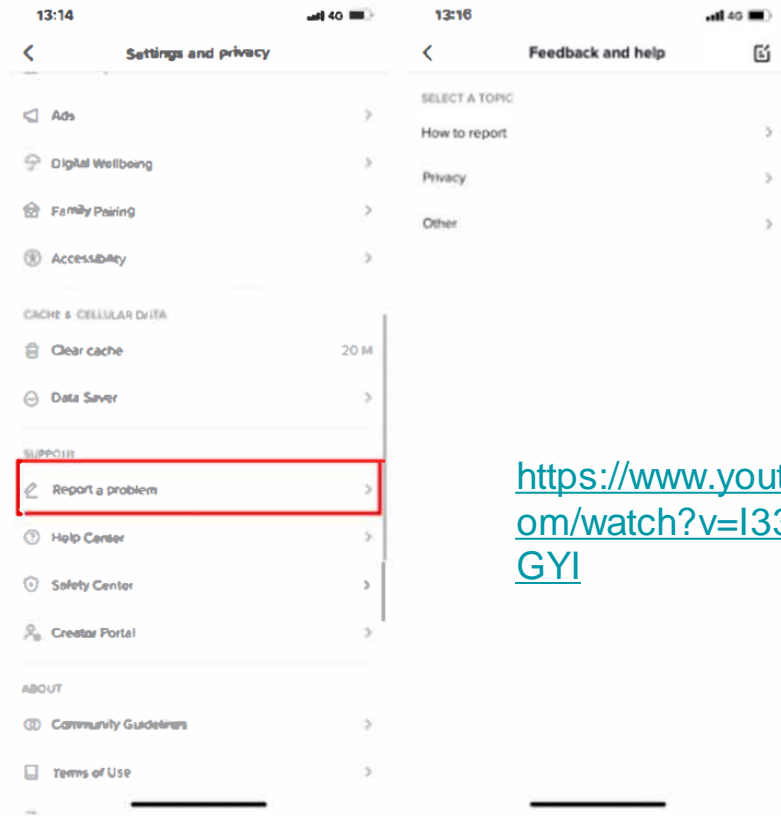 13:14
40
Settings and privacy
Ads
Digital Wellbeing
Family Pairing
Accessibility
CACHE & CELLULAR DATA
Clear cache
20 M
Data Saver
SUPPORT
Report a problem
Help Center
Safety Center
Creator Portal
ABOUT
Community Guidelines
Terms of Use
13:16
4G
Feedback and help
SELECT A TOPIC
How to report
Privacy
Other
https://www.yout
om/watch?v=I33
GYI